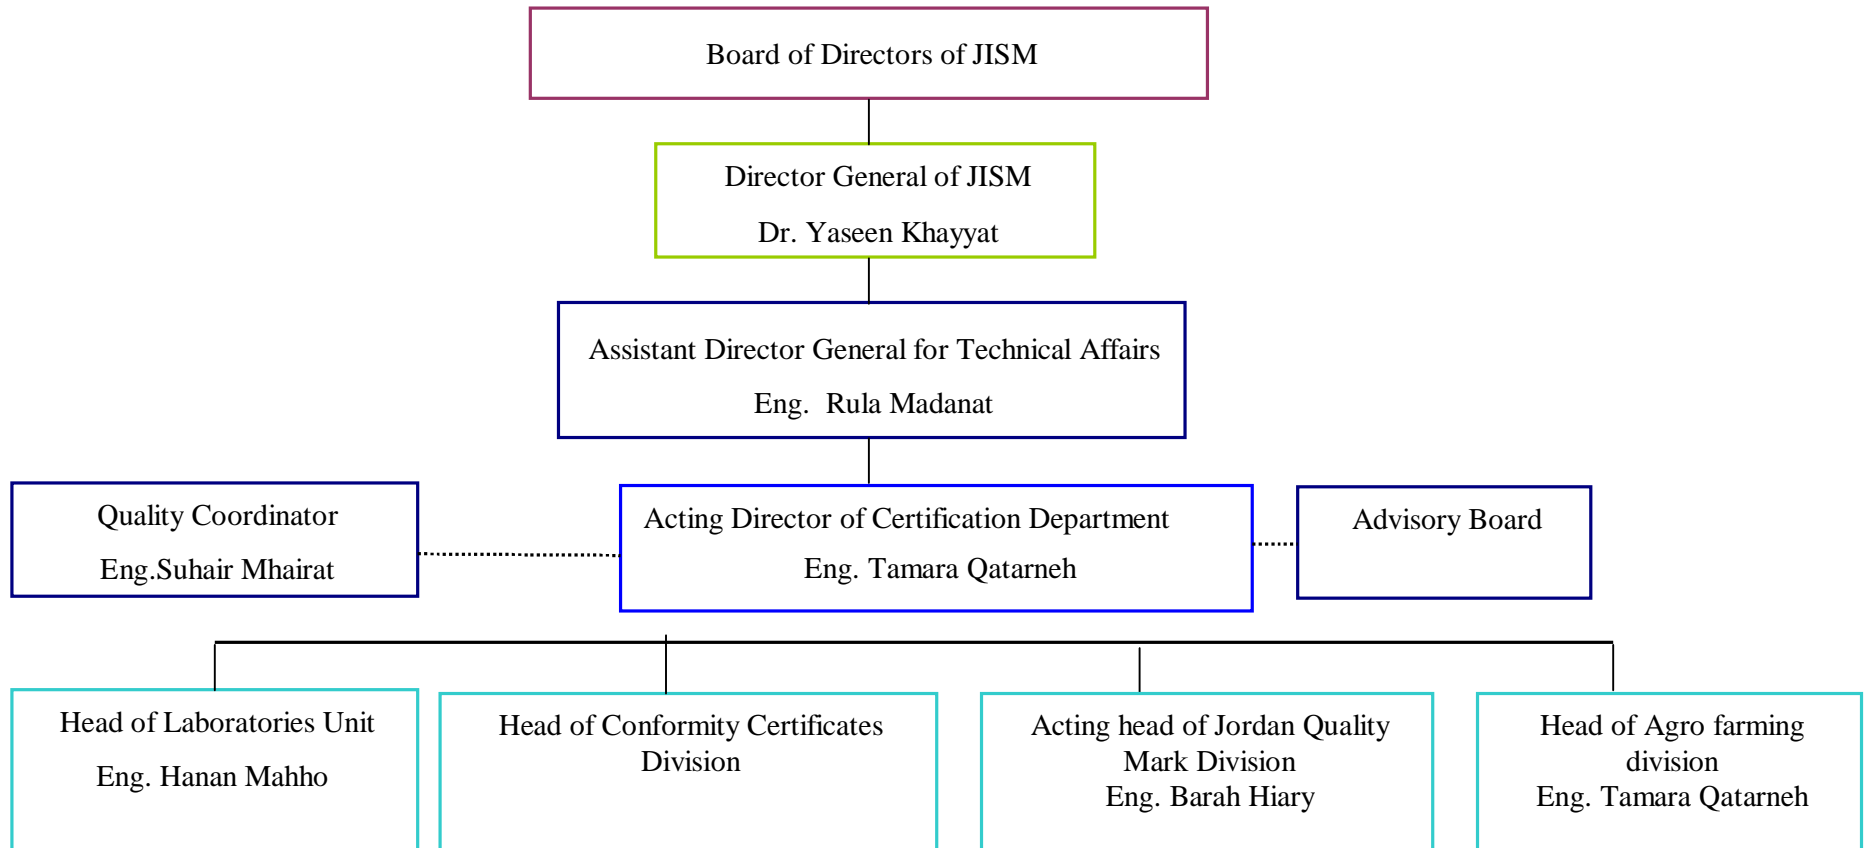 Board of Directors of JISM
Director General of JISM
Dr. Yaseen Khayyat
Assistant Director General for Technical Affairs
Eng.  Rula Madanat
Quality Coordinator
Eng.Suhair Mhairat
Acting Director of Certification Department
Eng. Tamara Qatarneh
Advisory Board
Head of Laboratories Unit
Eng. Hanan Mahho
Head of Conformity Certificates
Division
Acting head of Jordan Quality
Mark Division
Eng. Barah Hiary
Head of Agro farming
division
Eng. Tamara Qatarneh